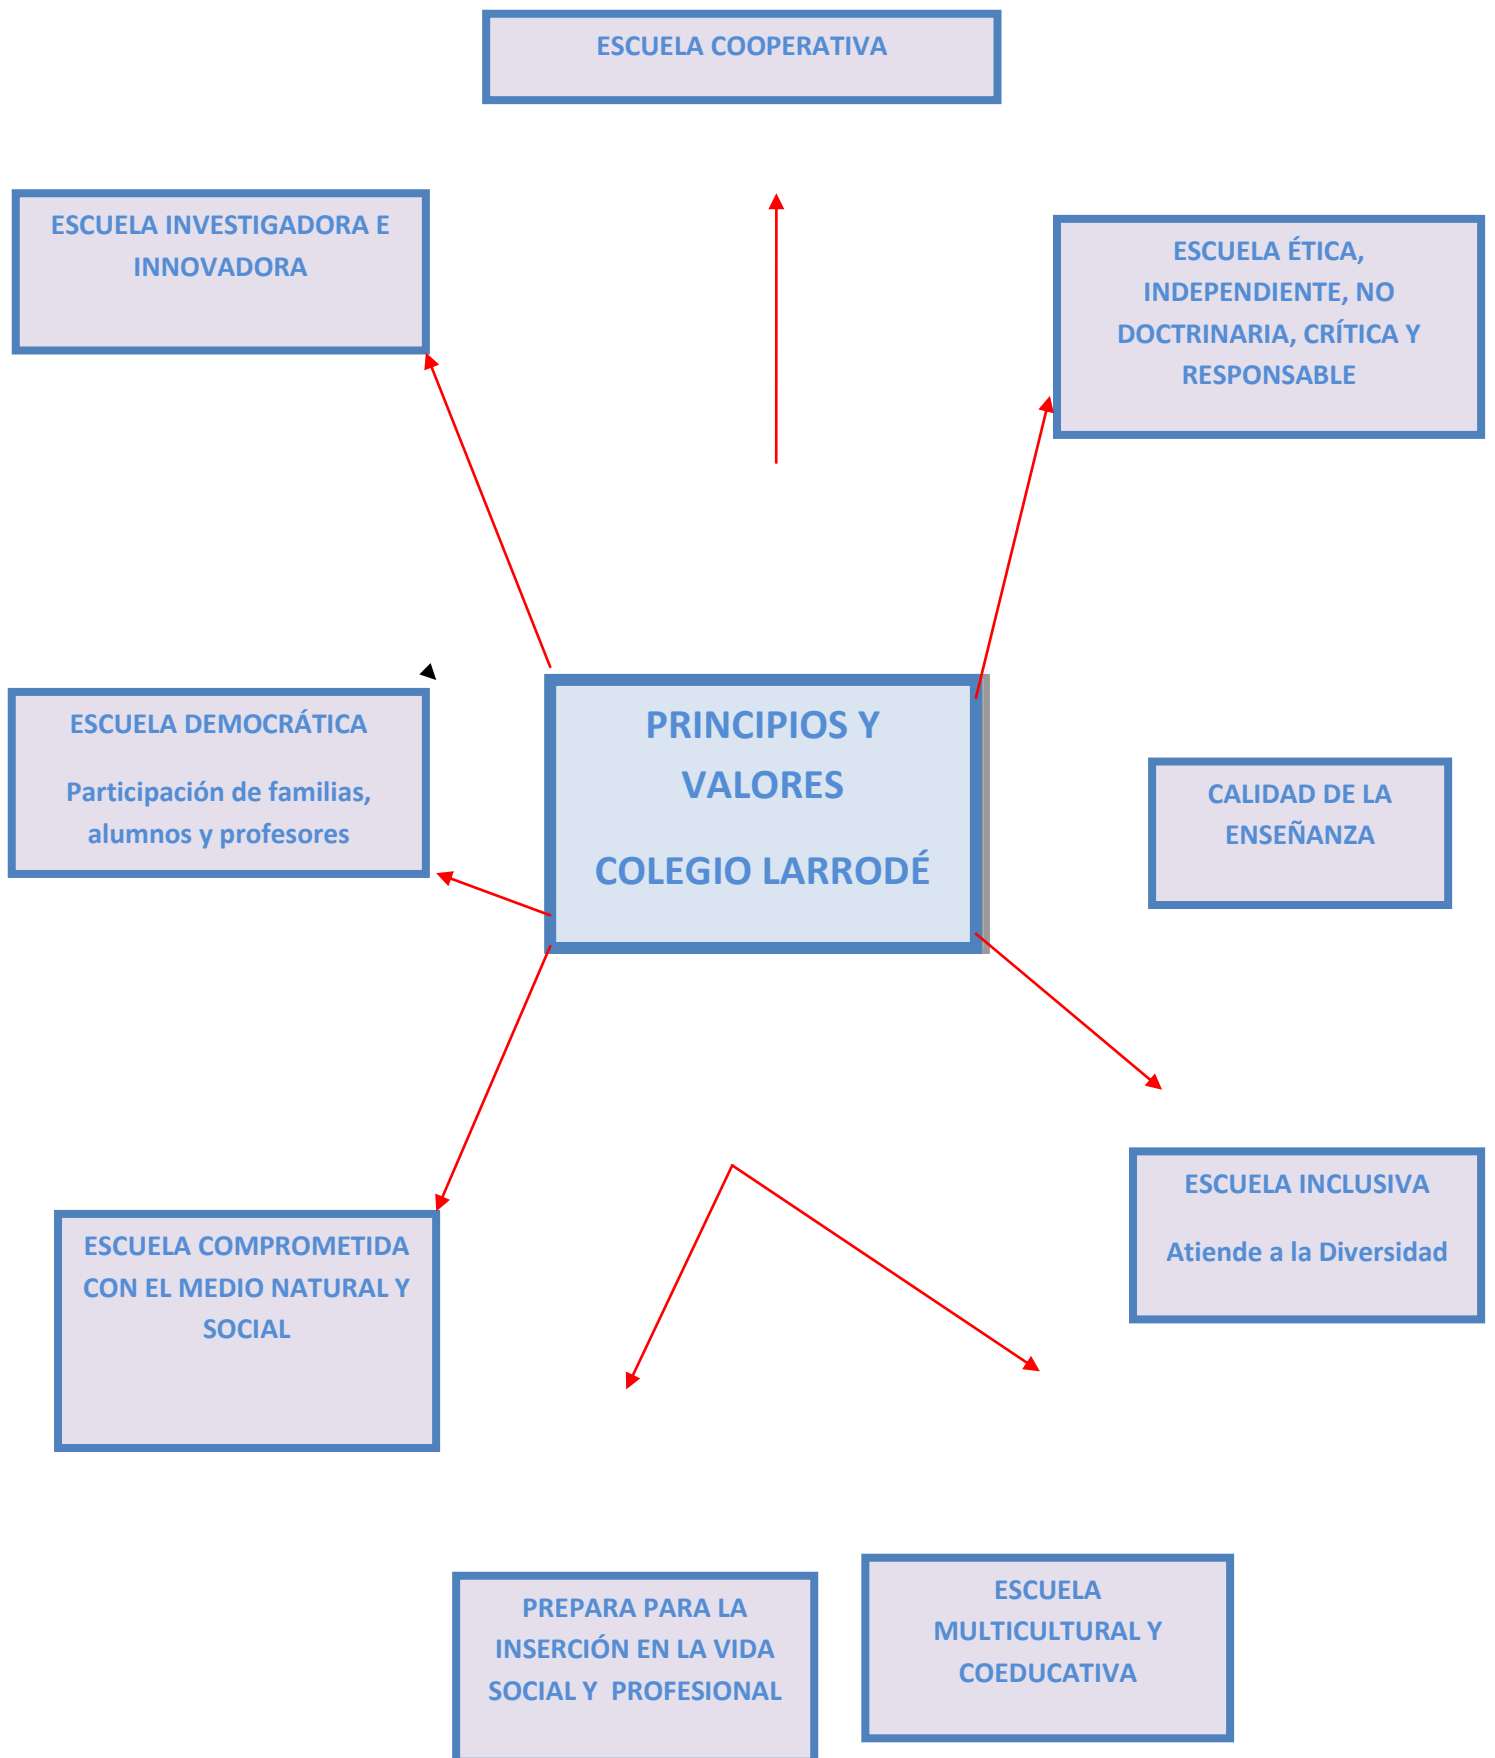 ESCUELA COOPERATIVA
ESCUELA INVESTIGADORA E
INNOVADORA
ESCUELA ÉTICA,
INDEPENDIENTE, NO
DOCTRINARIA, CRÍTICA Y
RESPONSABLE
ESCUELA DEMOCRÁTICA
Participación de familias,
alumnos y profesores
PRINCIPIOS Y
VALORES
COLEGIO LARRODÉ
CALIDAD DE LA
ENSEÑANZA
ESCUELA INCLUSIVA
Atiende a la Diversidad
ESCUELA COMPROMETIDA
CON EL MEDIO NATURAL Y
SOCIAL
PREPARA PARA LA
INSERCIÓN EN LA VIDA
SOCIAL Y  PROFESIONAL
ESCUELA
MULTICULTURAL Y
COEDUCATIVA